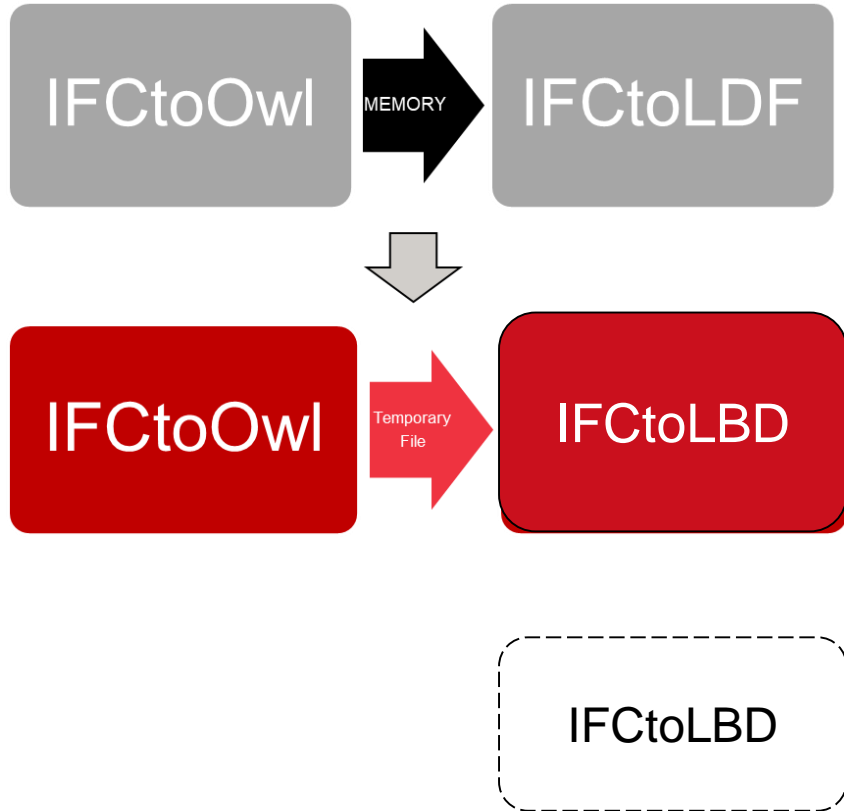 IFCtoOwl
MEMORY
IFCtoLDF
IFCtoOwl
Temporary
File
IFCtoLBD
IFCtoLBD